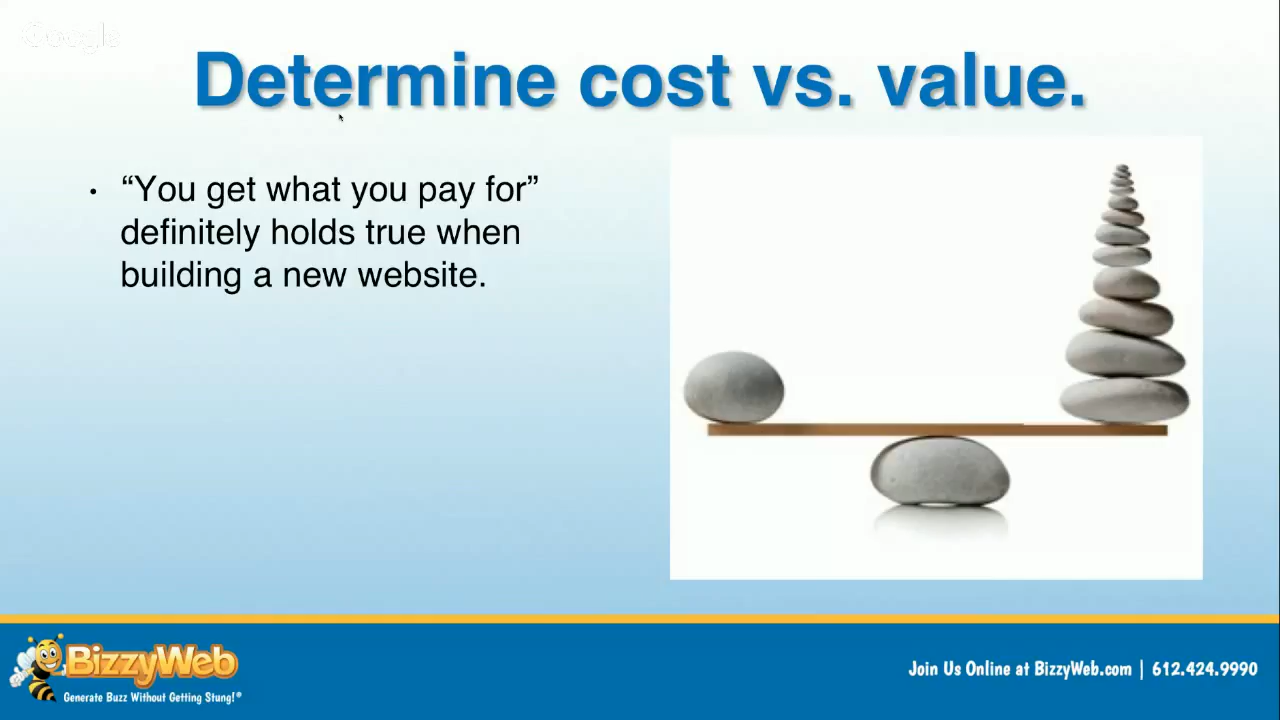 Google
Determine cost vs. value.
• “You get what you pay for”
definitely holds true when
building a new website.
BizzyWeb
Generate Buzz Without Getting Stung!®
Join Us Online at BizzyWeb.com | 612.424.9990